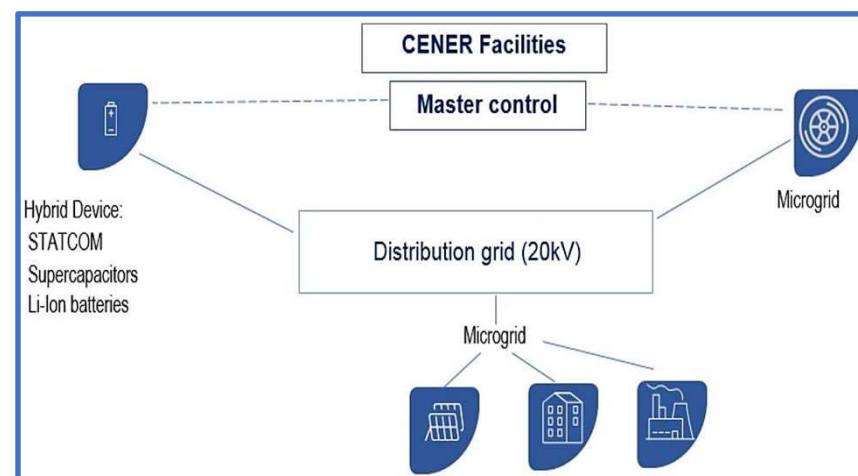 CENER Facilities
Master control
Hybrid Device:
STATCOM
Supercapacitors
Li-Ion batteries
Microgrid
Distribution grid (20kV)
Microgrid